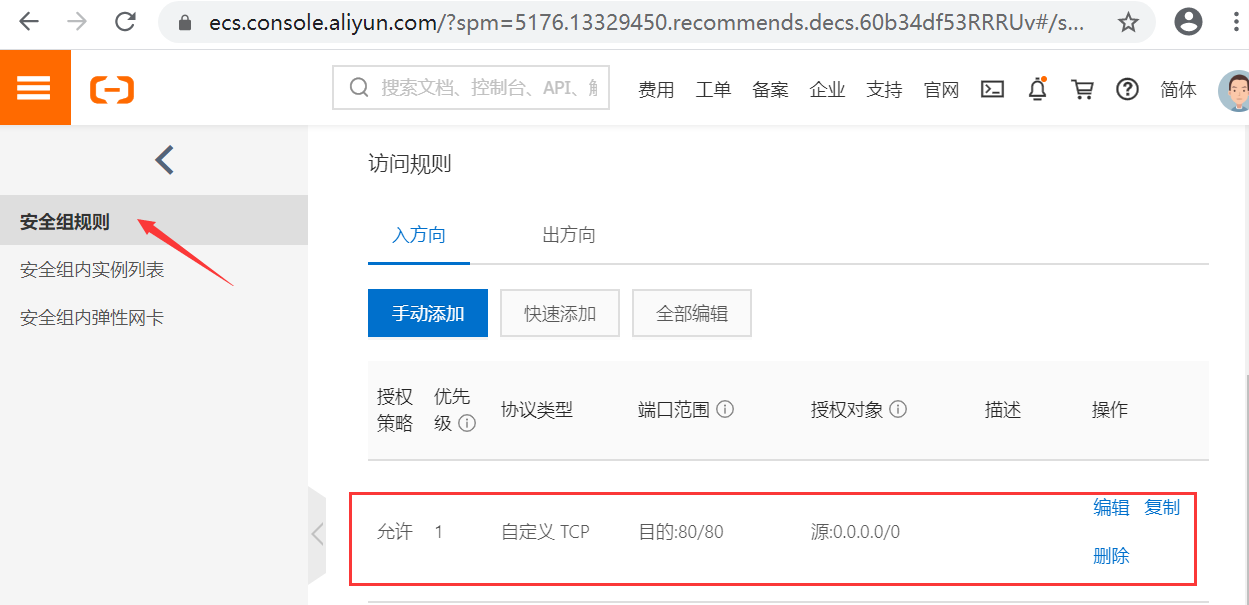 ecs.console.aliyun.com/?spm=5176.13329450.recommends.decs.60b34df53RRRUv#/s...
搜索文档、控制台、API、
费用 工单 备案 企业 支持 官网 简体
安全组规则
安全组内实例列表
安全组内弹性网卡
访问规则
入方向 出方向
手动添加 快速添加 全部编辑
授权策略 优先级 协议类型 端口范围 授权对象 描述 操作
允许 1 自定义 TCP 目的:80/80 源:0.0.0.0/0 编辑 复制
删除